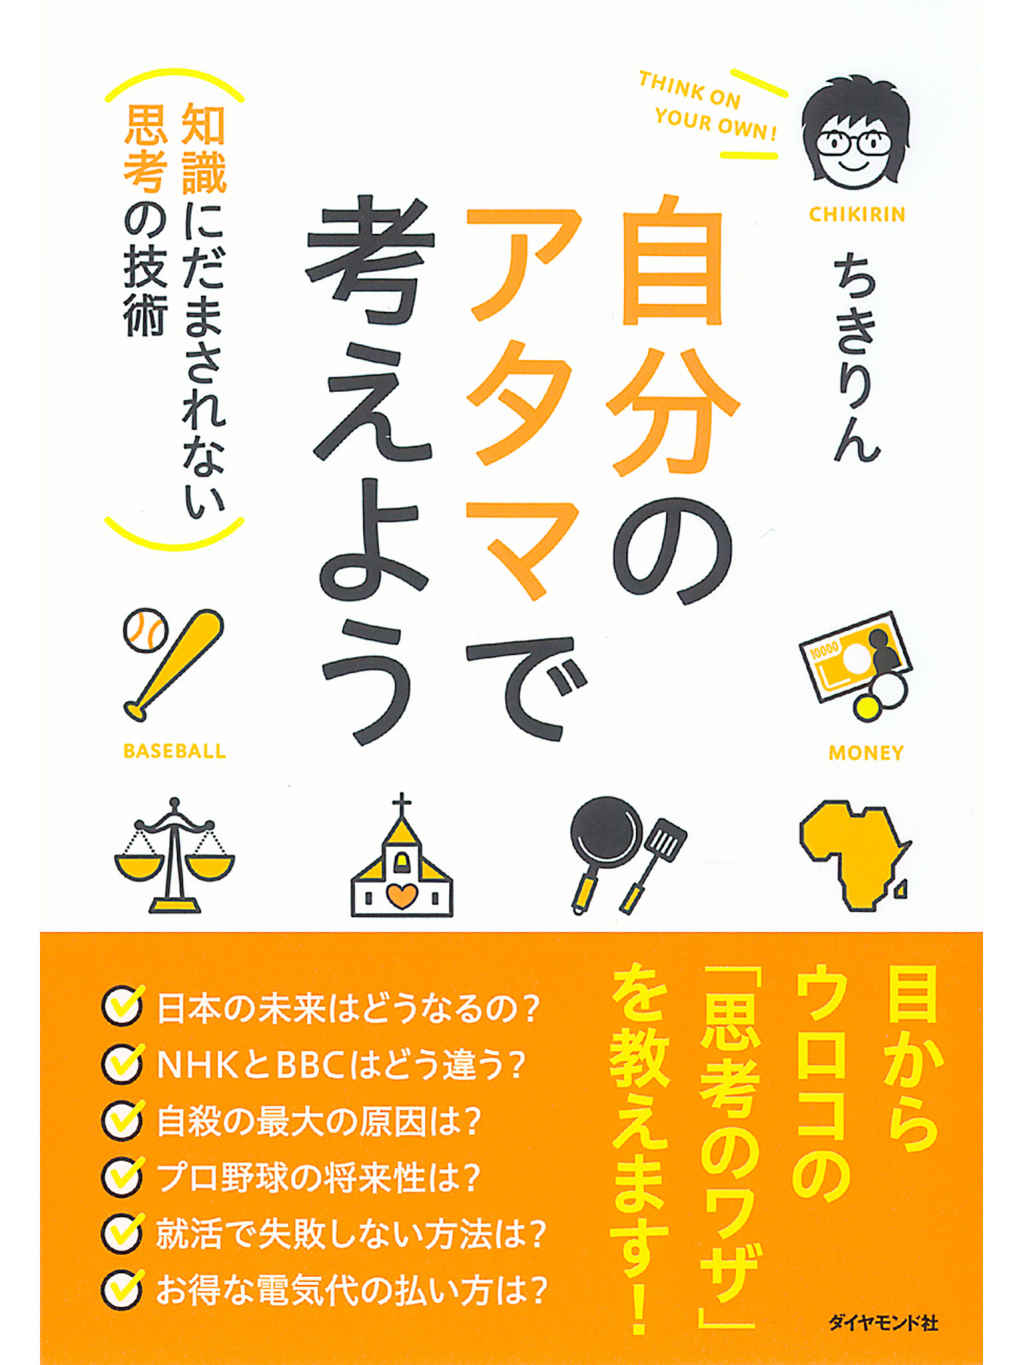 THINK ON
YOUR OWN!
CHIKIRIN
ちきりん
自分の
アタマで
考えよう
知識にだまされない
思考の技術
BASEBALL
10000
MONEY
目から
ウロコの
「思考のワザ」
を教えます!
日本の未来はどうなるの?
NHKとBBCはどう違う?
自殺の最大の原因は?
プロ野球の将来性は?
就活で失敗しない方法は?
お得な電気代の払い方は?
ダイヤモンド社